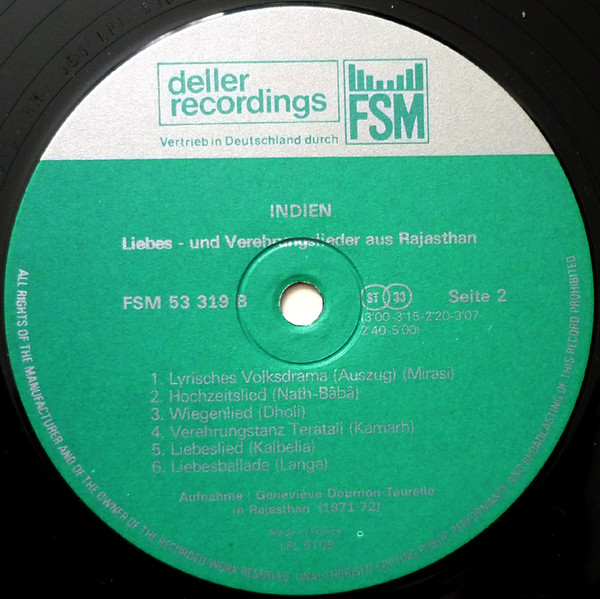 deller
recordings
FSM
Vertrieb in Deutschland durch
INDIEN
Liebes - und Verehrungslieder aus Rajasthan
FSM 53 319 B
ST 33
Seite 2
(3'00-3'15-2'20-3'07-
2'40-5'00)
1. Lyrisches Volksdrama (Auszug) (Mirasi)
2. Hochzeitslied (Nath-Bâbâ)
3. Wiegenlied (Dholi)
4. Verehrungstanz Teratali (Kamarh)
5. Liebeslied (Kalbelia)
6. Liebesballade (Langa)
Aufnahme : Geneviève Dournon-Taurelle
in Rajasthan (1971-72)
Made in France
ALL RIGHTS OF THE MANUFACTURER AND OF THE OWNER OF THE RECORDED WORK RESERVED. UNAUTHORISED COPYING PUBLIC PERFORMANCE AND BROADCASTING OF THIS RECORD PROHIBITED